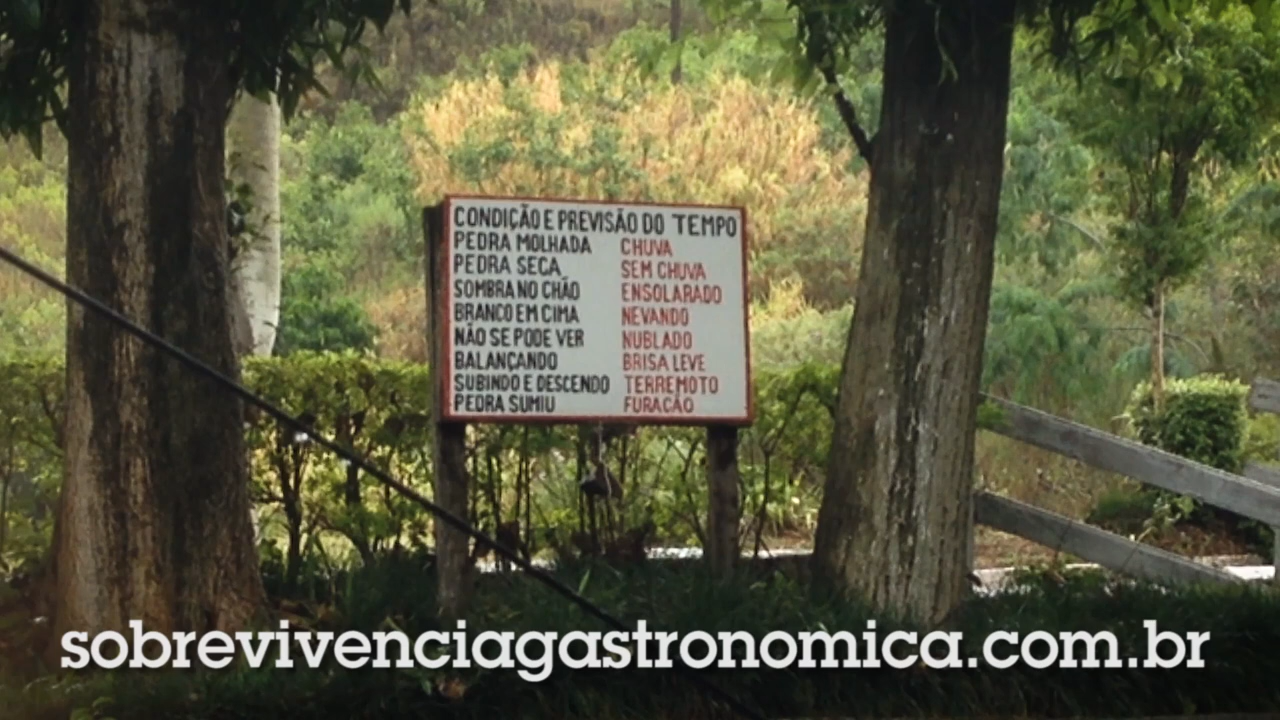 CONDIÇÃO E PREVISÃO DO TEMPO
PEDRA MOLHADA CHUVA
PEDRA SECA SEM CHUVA
SOMBRA NO CHÃO ENSOLARADO
BRANCO EM CIMA NEVANDO
NÃO SE PODE VER NUBLADO
BALANÇANDO BRISA LEVE
SUBINDO E DESCENDO TERREMOTO
PEDRA SUMIU FURACÃO
sobrevivenciagastronomica.com.br